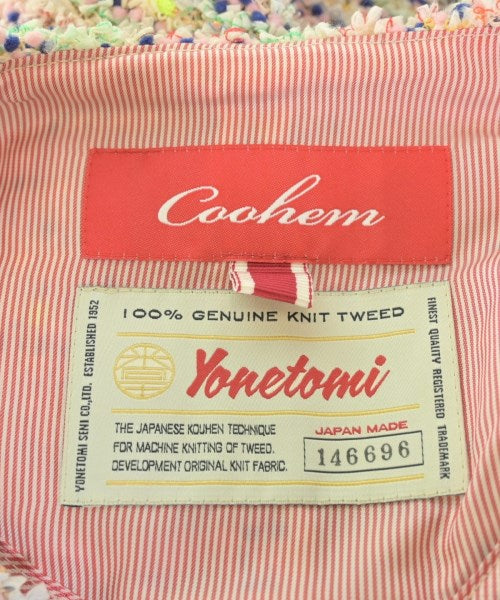 Coohem
100% GENUINE KNIT TWEED
YONETOMI SENI CO.,LTD. ESTABLISHED 1952
Yonetomi
FINEST QUALITY REGISTERED TRADEMARK
THE JAPANESE KOUHEN TECHNIQUE
FOR MACHINE KNITTING OF TWEED.
DEVELOPMENT ORIGINAL KNIT FABRIC.
JAPAN MADE
146696